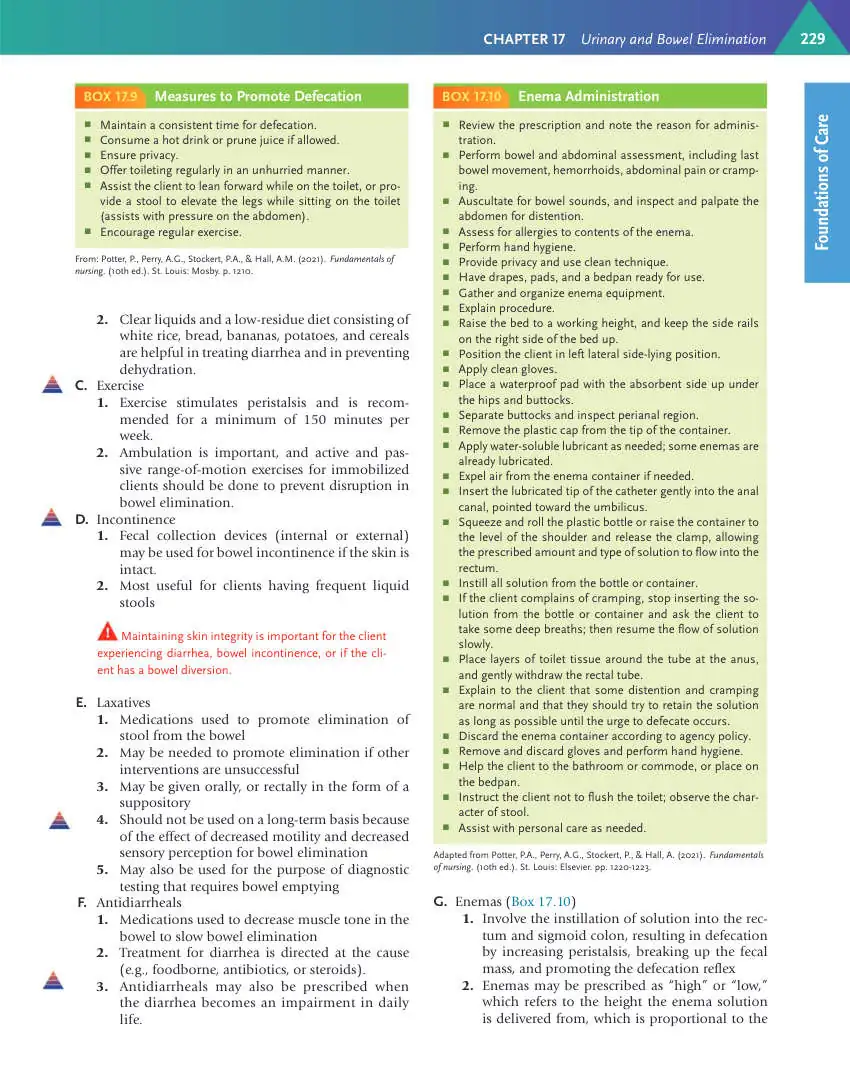 CHAPTER 17 Urinary and Bowel Elimination 229
Foundations of Care
BOX 17.9 Measures to Promote Defecation
■ Maintain a consistent time for defecation.
■ Consume a hot drink or prune juice if allowed.
■ Ensure privacy.
■ Offer toileting regularly in an unhurried manner.
■ Assist the client to lean forward while on the toilet, or pro-
vide a stool to elevate the legs while sitting on the toilet
(assists with pressure on the abdomen).
■ Encourage regular exercise.
From: Potter, P., Perry, A.G., Stockert, P.A., & Hall, A.M. (2021). Fundamentals of
nursing. (10th ed.). St. Louis: Mosby. p. 1210.
2. Clear liquids and a low-residue diet consisting of
white rice, bread, bananas, potatoes, and cereals
are helpful in treating diarrhea and in preventing
dehydration.
C. Exercise
1. Exercise stimulates peristalsis and is recom-
mended for a minimum of 150 minutes per
week.
2. Ambulation is important, and active and pas-
sive range-of-motion exercises for immobilized
clients should be done to prevent disruption in
bowel elimination.
D. Incontinence
1. Fecal collection devices (internal or external)
may be used for bowel incontinence if the skin is
intact.
2. Most useful for clients having frequent liquid
stools
! Maintaining skin integrity is important for the client
experiencing diarrhea, bowel incontinence, or if the cli-
ent has a bowel diversion.
E. Laxatives
1. Medications used to promote elimination of
stool from the bowel
2. May be needed to promote elimination if other
interventions are unsuccessful
3. May be given orally, or rectally in the form of a
suppository
4. Should not be used on a long-term basis because
of the effect of decreased motility and decreased
sensory perception for bowel elimination
5. May also be used for the purpose of diagnostic
testing that requires bowel emptying
F. Antidiarrheals
1. Medications used to decrease muscle tone in the
bowel to slow bowel elimination
2. Treatment for diarrhea is directed at the cause
(e.g., foodborne, antibiotics, or steroids).
3. Antidiarrheals may also be prescribed when
the diarrhea becomes an impairment in daily
life.
BOX 17.10 Enema Administration
■ Review the prescription and note the reason for adminis-
tration.
■ Perform bowel and abdominal assessment, including last
bowel movement, hemorrhoids, abdominal pain or cramp-
ing.
■ Auscultate for bowel sounds, and inspect and palpate the
abdomen for distention.
■ Assess for allergies to contents of the enema.
■ Perform hand hygiene.
■ Provide privacy and use clean technique.
■ Have drapes, pads, and a bedpan ready for use.
■ Gather and organize enema equipment.
■ Explain procedure.
■ Raise the bed to a working height, and keep the side rails
on the right side of the bed up.
■ Position the client in left lateral side-lying position.
■ Apply clean gloves.
■ Place a waterproof pad with the absorbent side up under
the hips and buttocks.
■ Separate buttocks and inspect perianal region.
■ Remove the plastic cap from the tip of the container.
■ Apply water-soluble lubricant as needed; some enemas are
already lubricated.
■ Expel air from the enema container if needed.
■ Insert the lubricated tip of the catheter gently into the anal
canal, pointed toward the umbilicus.
■ Squeeze and roll the plastic bottle or raise the container to
the level of the shoulder and release the clamp, allowing
the prescribed amount and type of solution to flow into the
rectum.
■ Instill all solution from the bottle or container.
■ If the client complains of cramping, stop inserting the so-
lution from the bottle or container and ask the client to
take some deep breaths; then resume the flow of solution
slowly.
■ Place layers of toilet tissue around the tube at the anus,
and gently withdraw the rectal tube.
■ Explain to the client that some distention and cramping
are normal and that they should try to retain the solution
as long as possible until the urge to defecate occurs.
■ Discard the enema container according to agency policy.
■ Remove and discard gloves and perform hand hygiene.
■ Help the client to the bathroom or commode, or place on
the bedpan.
■ Instruct the client not to flush the toilet; observe the char-
acter of stool.
■ Assist with personal care as needed.
Adapted from Potter, P.A., Perry, A.G., Stockert, P., & Hall, A. (2021). Fundamentals
of nursing. (10th ed.). St. Louis: Elsevier. pp. 1220-1223.
G. Enemas (Box 17.10)
1. Involve the instillation of solution into the rec-
tum and sigmoid colon, resulting in defecation
by increasing peristalsis, breaking up the fecal
mass, and promoting the defecation reflex
2. Enemas may be prescribed as “high” or “low,”
which refers to the height the enema solution
is delivered from, which is proportional to the